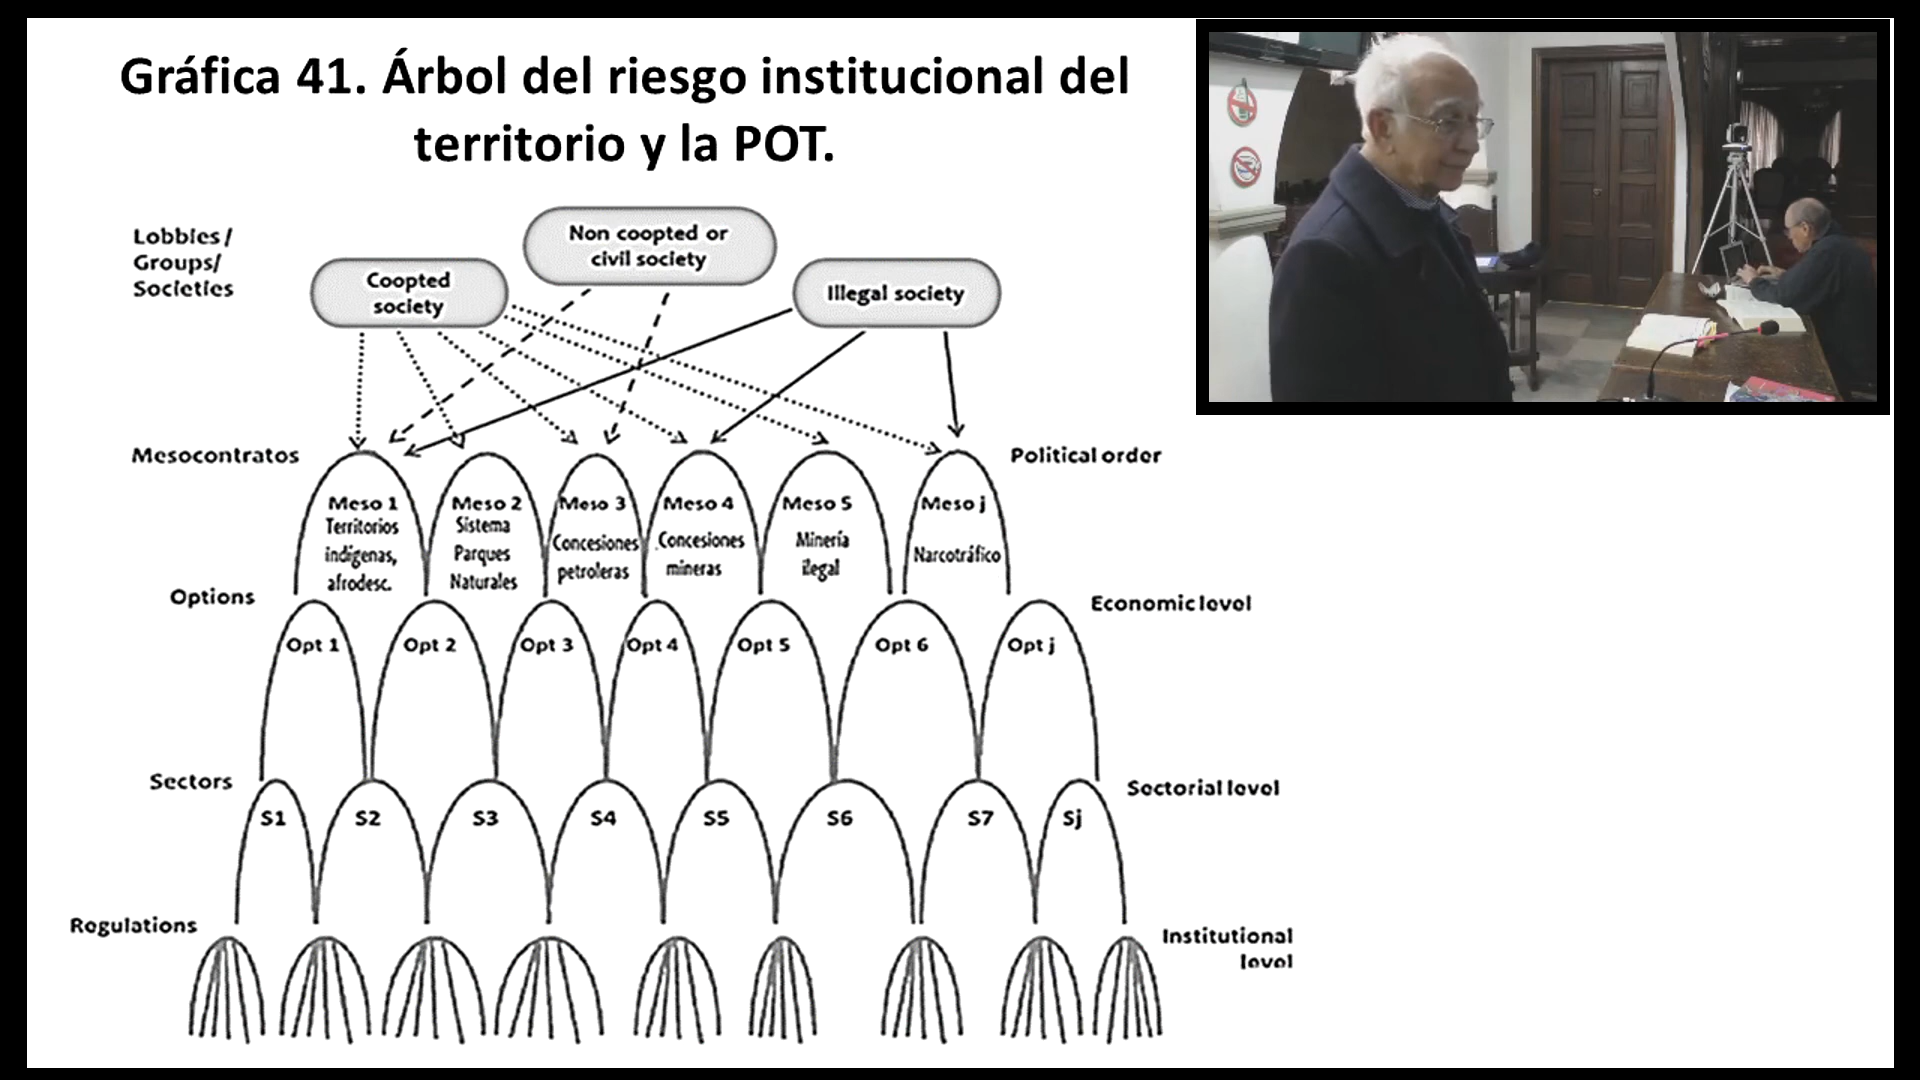 Gráfica 41. Árbol del riesgo institucional del
territorio y la POT.
Lobbies/
Groups/
Societies
Coopted
society
Non coopted or
civil society
Illegal society
Mesocontratos
Political order
Meso 1
Territorios
indígenas,
afrodesc.
Meso 2
Sistema
Parques
Naturales
Meso 3
Concesiones
petroleras
Meso 4
Concesiones
mineras
Meso 5
Minería
ilegal
Meso j
Narcotráfico
Options
Economic level
Opt 1
Opt 2
Opt 3
Opt 4
Opt 5
Opt 6
Opt j
Sectors
Sectorial level
S1
S2
S3
S4
S5
S6
S7
Sj
Regulations
Institutional
level